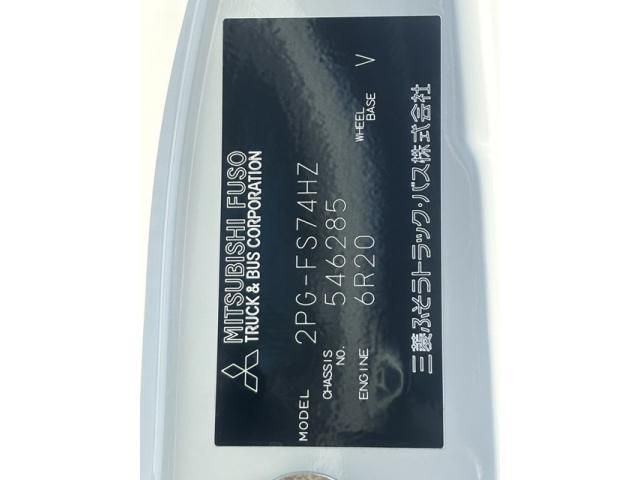 MITSUBISHI FUSO
TRUCK & BUS CORPORATION
MODEL 2PG-FS74HZ
CHASSIS NO. 546285
ENGINE 6R20 WHEEL BASE V
三菱ふそうトラック・バス株式会社